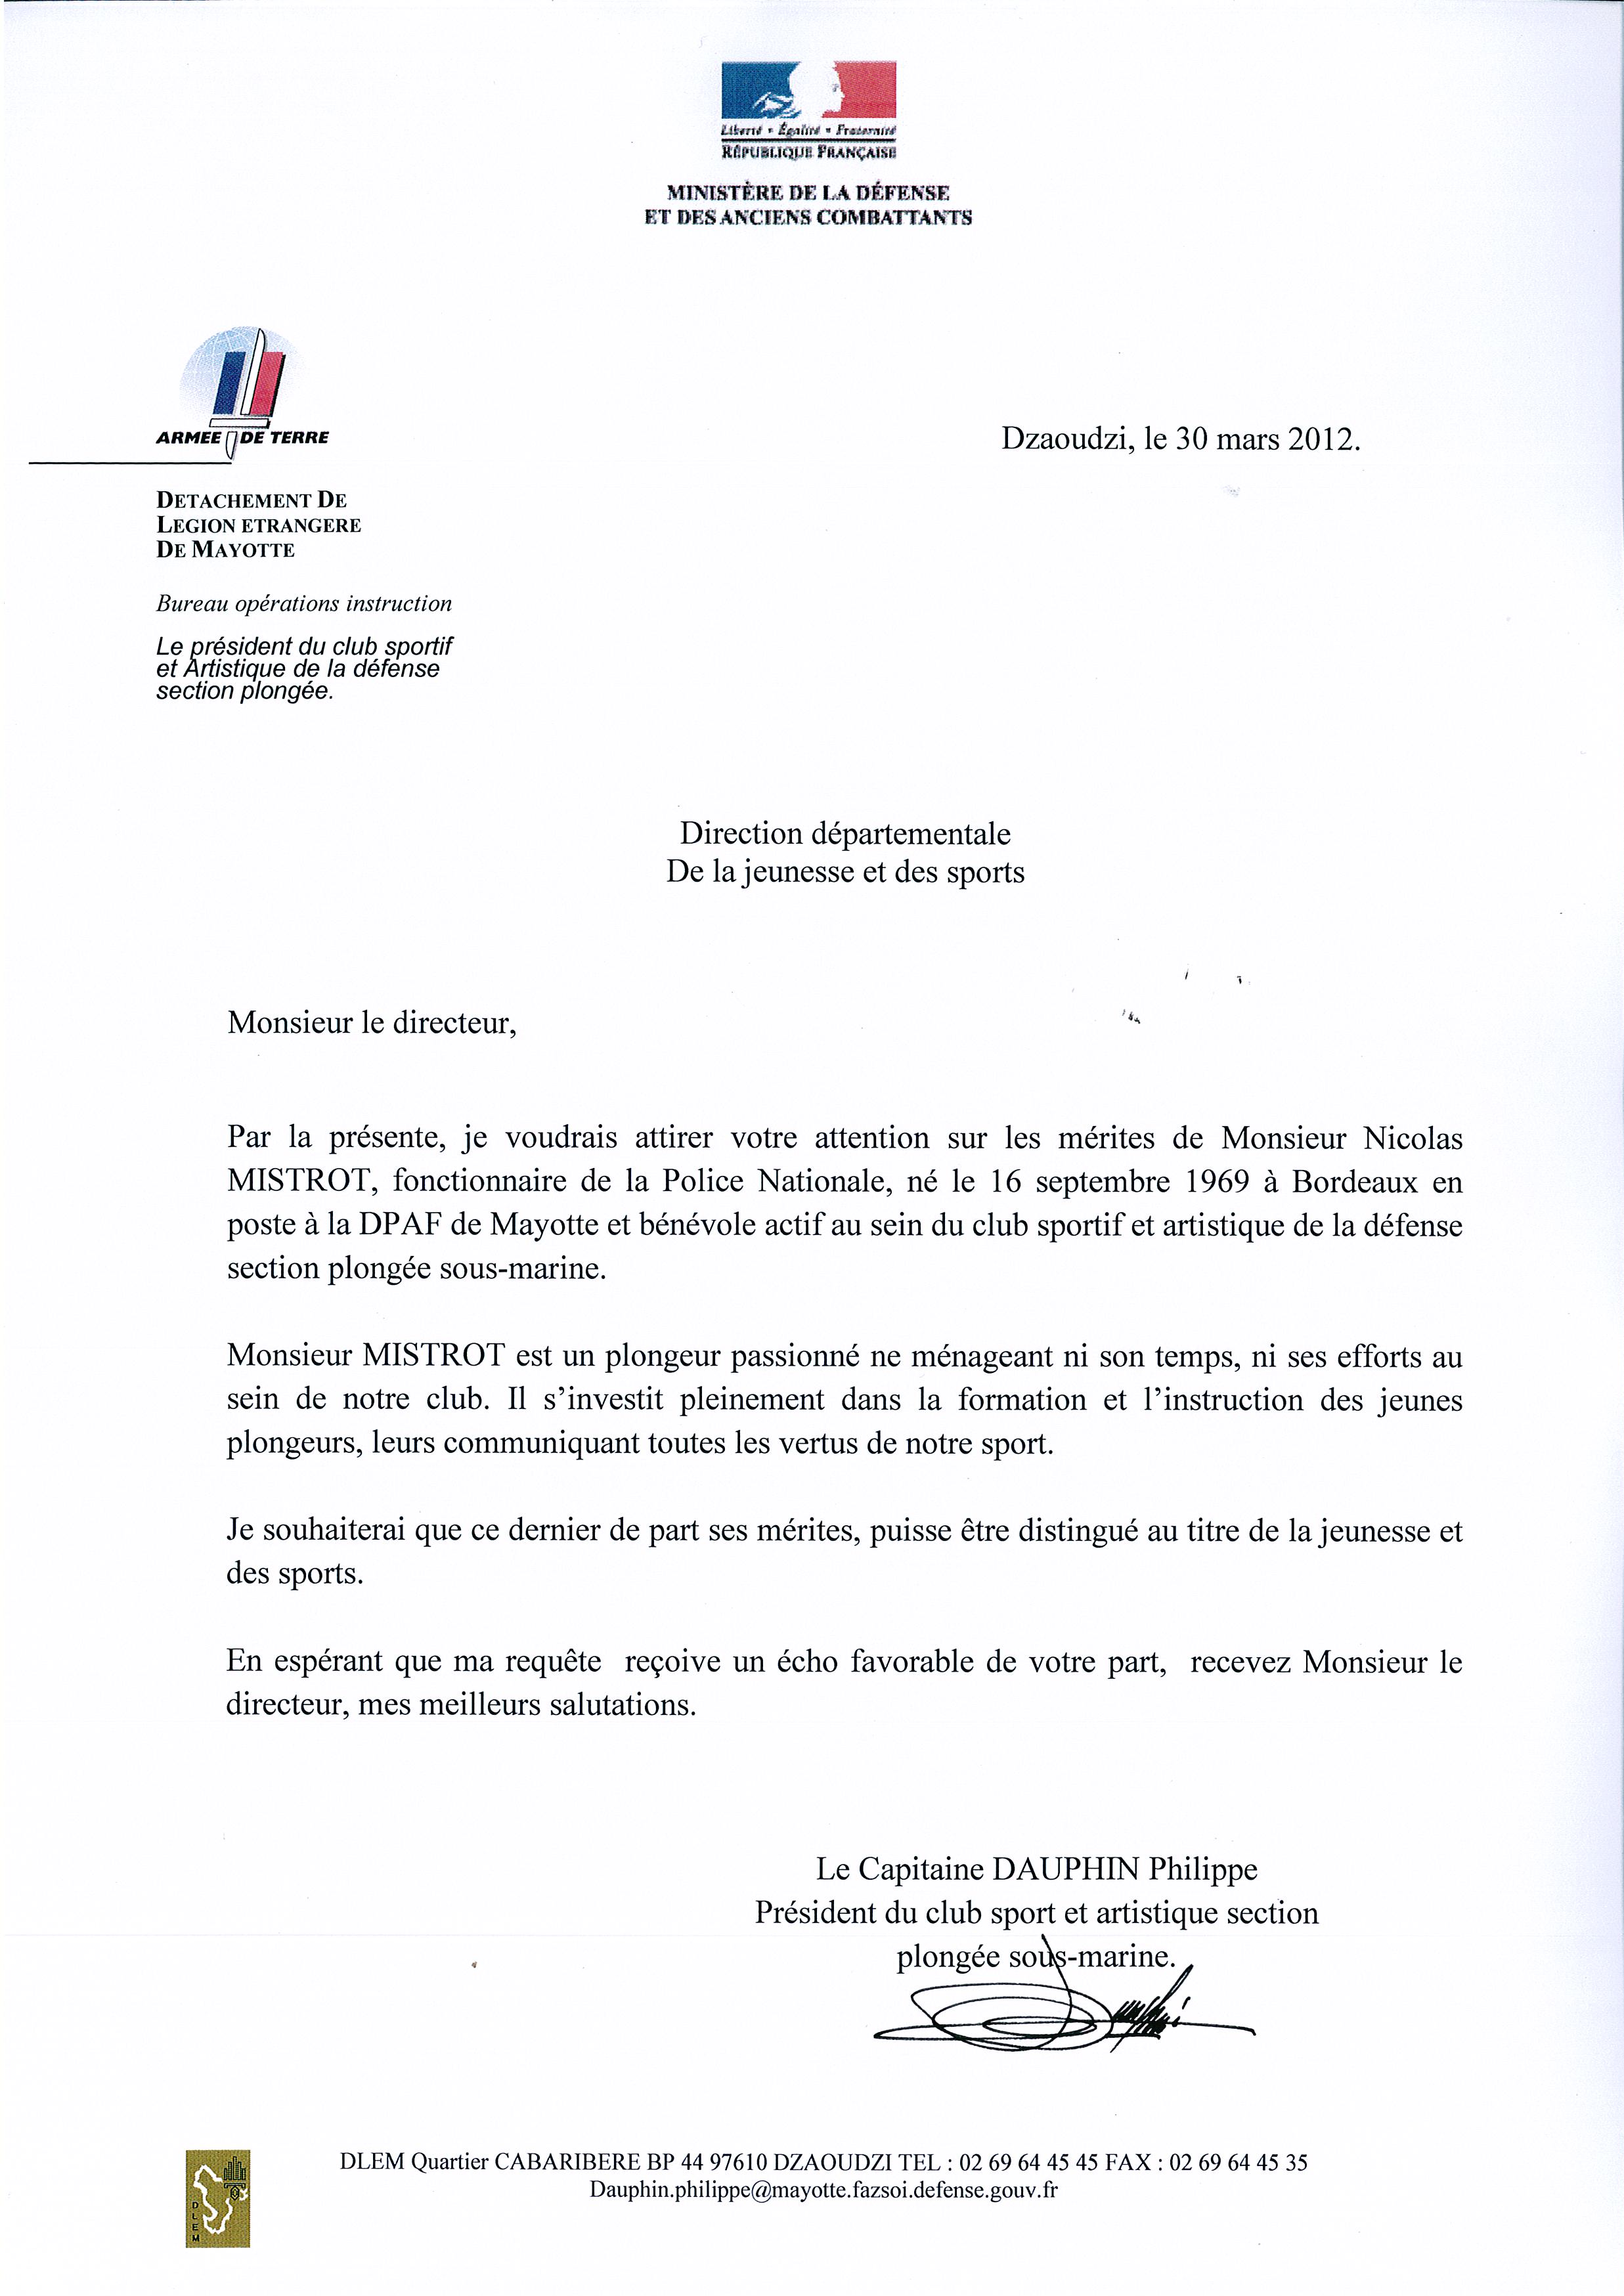 Liberté • Égalité • Fraternité
RÉPUBLIQUE FRANÇAISE
MINISTÈRE DE LA DÉFENSE
ET DES ANCIENS COMBATTANTS
ARMEE DE TERRE
Dzaoudzi, le 30 mars 2012.
DETACHEMENT DE
LEGION ETRANGERE
DE MAYOTTE
Bureau opérations instruction
Le président du club sportif
et Artistique de la défense
section plongée.
Direction départementale
De la jeunesse et des sports
Monsieur le directeur,
Par la présente, je voudrais attirer votre attention sur les mérites de Monsieur Nicolas
MISTROT, fonctionnaire de la Police Nationale, né le 16 septembre 1969 à Bordeaux en
poste à la DPAF de Mayotte et bénévole actif au sein du club sportif et artistique de la défense
section plongée sous-marine.
Monsieur MISTROT est un plongeur passionné ne ménageant ni son temps, ni ses efforts au
sein de notre club. Il s’investit pleinement dans la formation et l’instruction des jeunes
plongeurs, leurs communiquant toutes les vertus de notre sport.
Je souhaiterai que ce dernier de part ses mérites, puisse être distingué au titre de la jeunesse et
des sports.
En espérant que ma requête  reçoive un écho favorable de votre part,  recevez Monsieur le
directeur, mes meilleurs salutations.
Le Capitaine DAUPHIN Philippe
Président du club sport et artistique section
plongée sous-marine.
DLEM Quartier CABARIBERE BP 44 97610 DZAOUDZI TEL : 02 69 64 45 45 FAX : 02 69 64 45 35
Dauphin.philippe@mayotte.fazsoi.defense.gouv.fr
DLEM